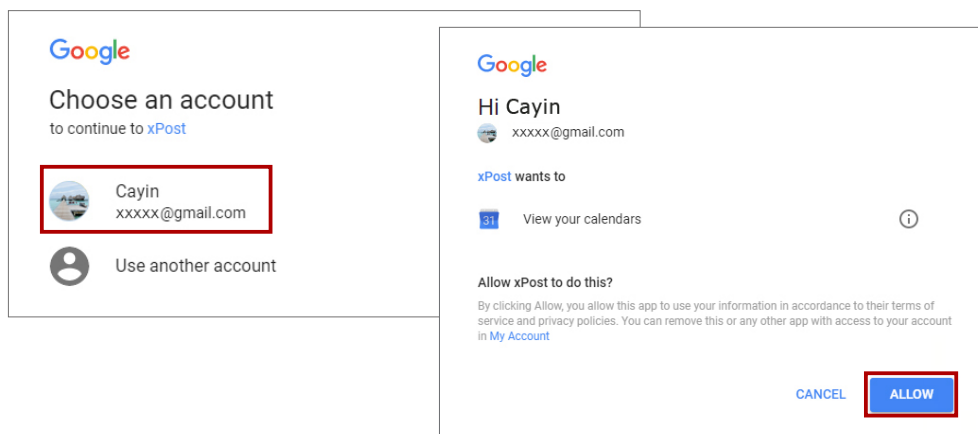 Google
Choose an account
to continue to xPost
Cayin
xxxxx@gmail.com
Use another account
Google
Hi Cayin
xxxxx@gmail.com
xPost wants to
31
View your calendars
Allow xPost to do this?
By clicking Allow, you allow this app to use your information in accordance to their terms of
service and privacy policies. You can remove this or any other app with access to your account
in My Account
CANCEL
ALLOW